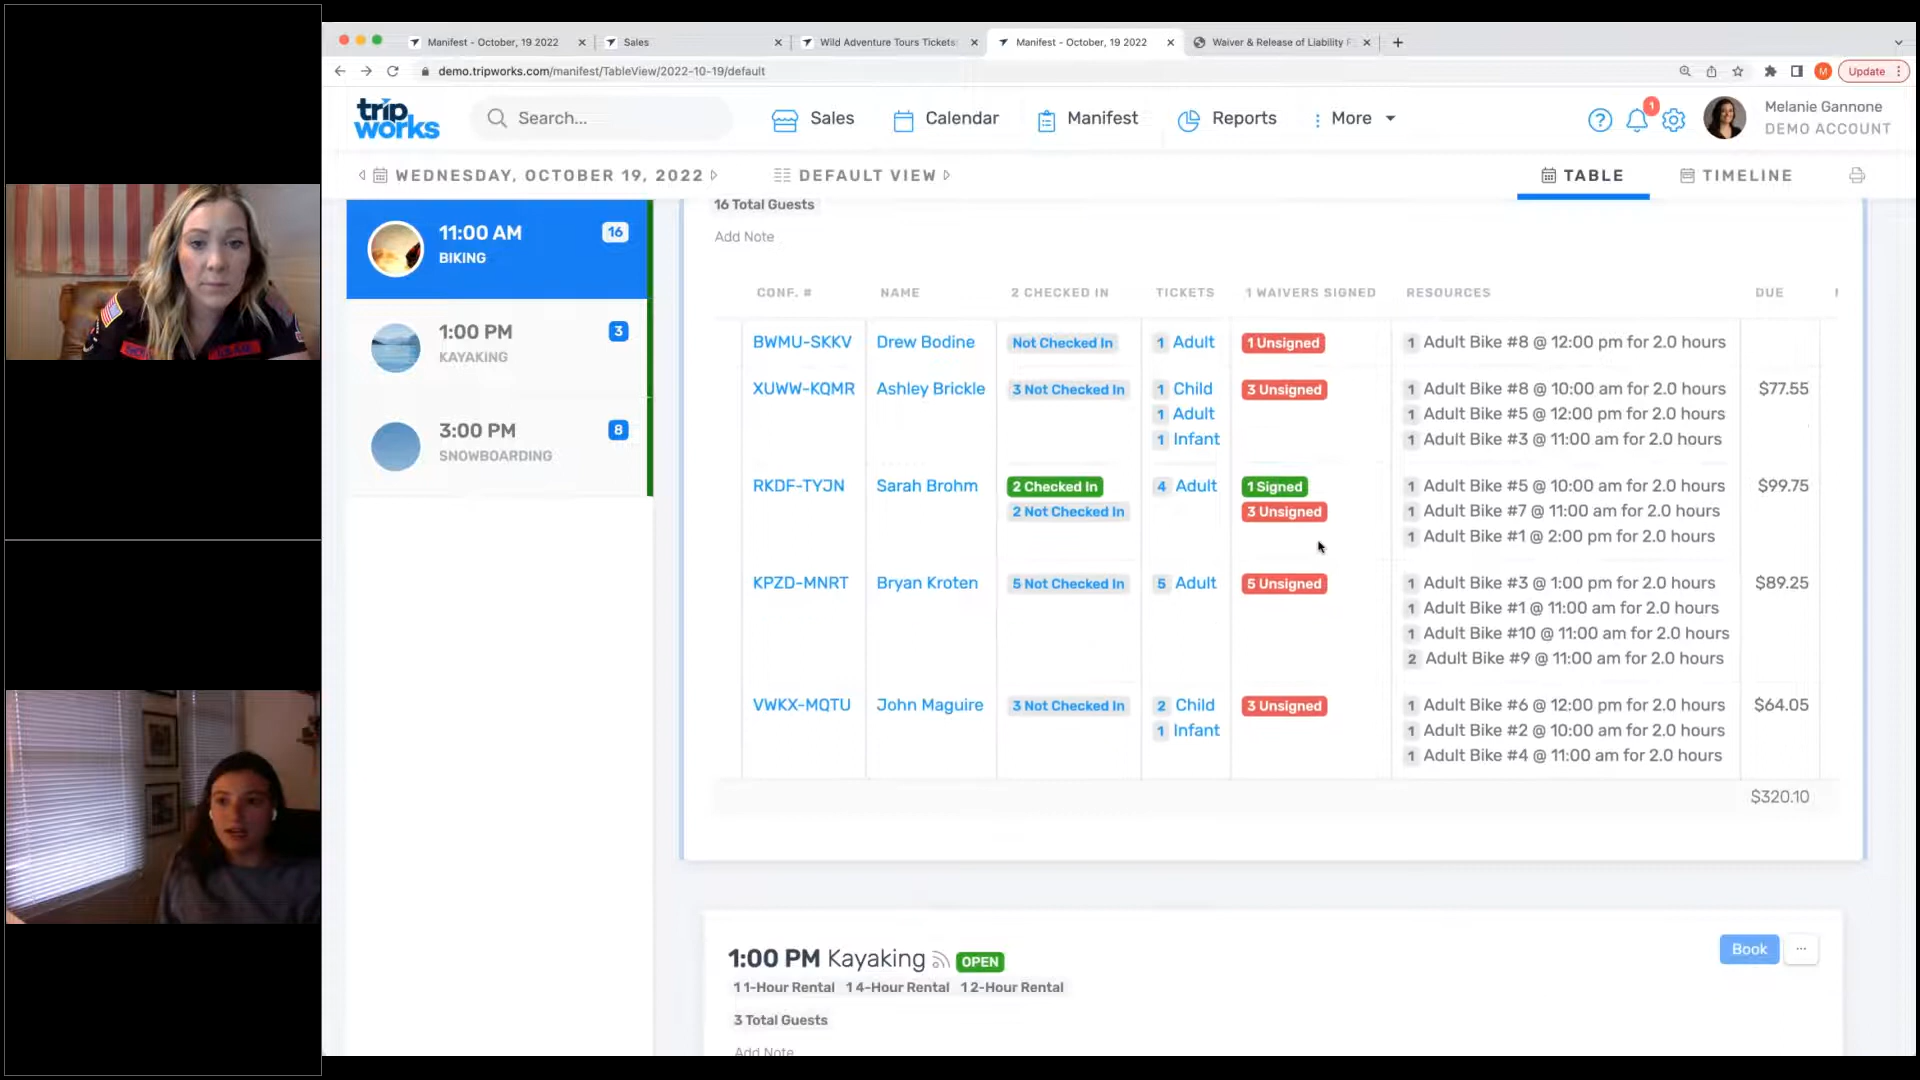 Manifest - October, 19 2022
Sales
Wild Adventure Tours Tickets
Manifest - October, 19 2022
Waiver & Release of Liability F
demo.tripworks.com/manifest/TableView/2022-10-19/default
M
Update
trip works
Search...
Sales
Calendar
Manifest
Reports
More
1
Melanie Gannone
DEMO ACCOUNT
WEDNESDAY, OCTOBER 19, 2022
DEFAULT VIEW
TABLE
TIMELINE
11:00 AM
16
BIKING
1:00 PM
3
KAYAKING
3:00 PM
8
SNOWBOARDING
16 Total Guests
Add Note
CONF. # NAME 2 CHECKED IN TICKETS 1 WAIVERS SIGNED RESOURCES DUE
BWMU-SKKV Drew Bodine Not Checked In 1 Adult 1 Unsigned 1 Adult Bike #8 @ 12:00 pm for 2.0 hours
XUWW-KQMR Ashley Brickle 3 Not Checked In 1 Child 3 Unsigned 1 Adult Bike #8 @ 10:00 am for 2.0 hours $77.55
1 Adult 1 Adult Bike #5 @ 12:00 pm for 2.0 hours
1 Infant 1 Adult Bike #3 @ 11:00 am for 2.0 hours
RKDF-TYJN Sarah Brohm 2 Checked In 4 Adult 1 Signed 1 Adult Bike #5 @ 10:00 am for 2.0 hours $99.75
2 Not Checked In 3 Unsigned 1 Adult Bike #7 @ 11:00 am for 2.0 hours
1 Adult Bike #1 @ 2:00 pm for 2.0 hours
KPZD-MNRT Bryan Kroten 5 Not Checked In 5 Adult 5 Unsigned 1 Adult Bike #3 @ 1:00 pm for 2.0 hours $89.25
1 Adult Bike #1 @ 11:00 am for 2.0 hours
1 Adult Bike #10 @ 11:00 am for 2.0 hours
2 Adult Bike #9 @ 11:00 am for 2.0 hours
VWKX-MQTU John Maguire 3 Not Checked In 2 Child 3 Unsigned 1 Adult Bike #6 @ 12:00 pm for 2.0 hours $64.05
1 Infant 1 Adult Bike #2 @ 10:00 am for 2.0 hours
1 Adult Bike #4 @ 11:00 am for 2.0 hours
$320.10
1:00 PM Kayaking OPEN
Book ...
1 1-Hour Rental 1 4-Hour Rental 1 2-Hour Rental
3 Total Guests
Add Note